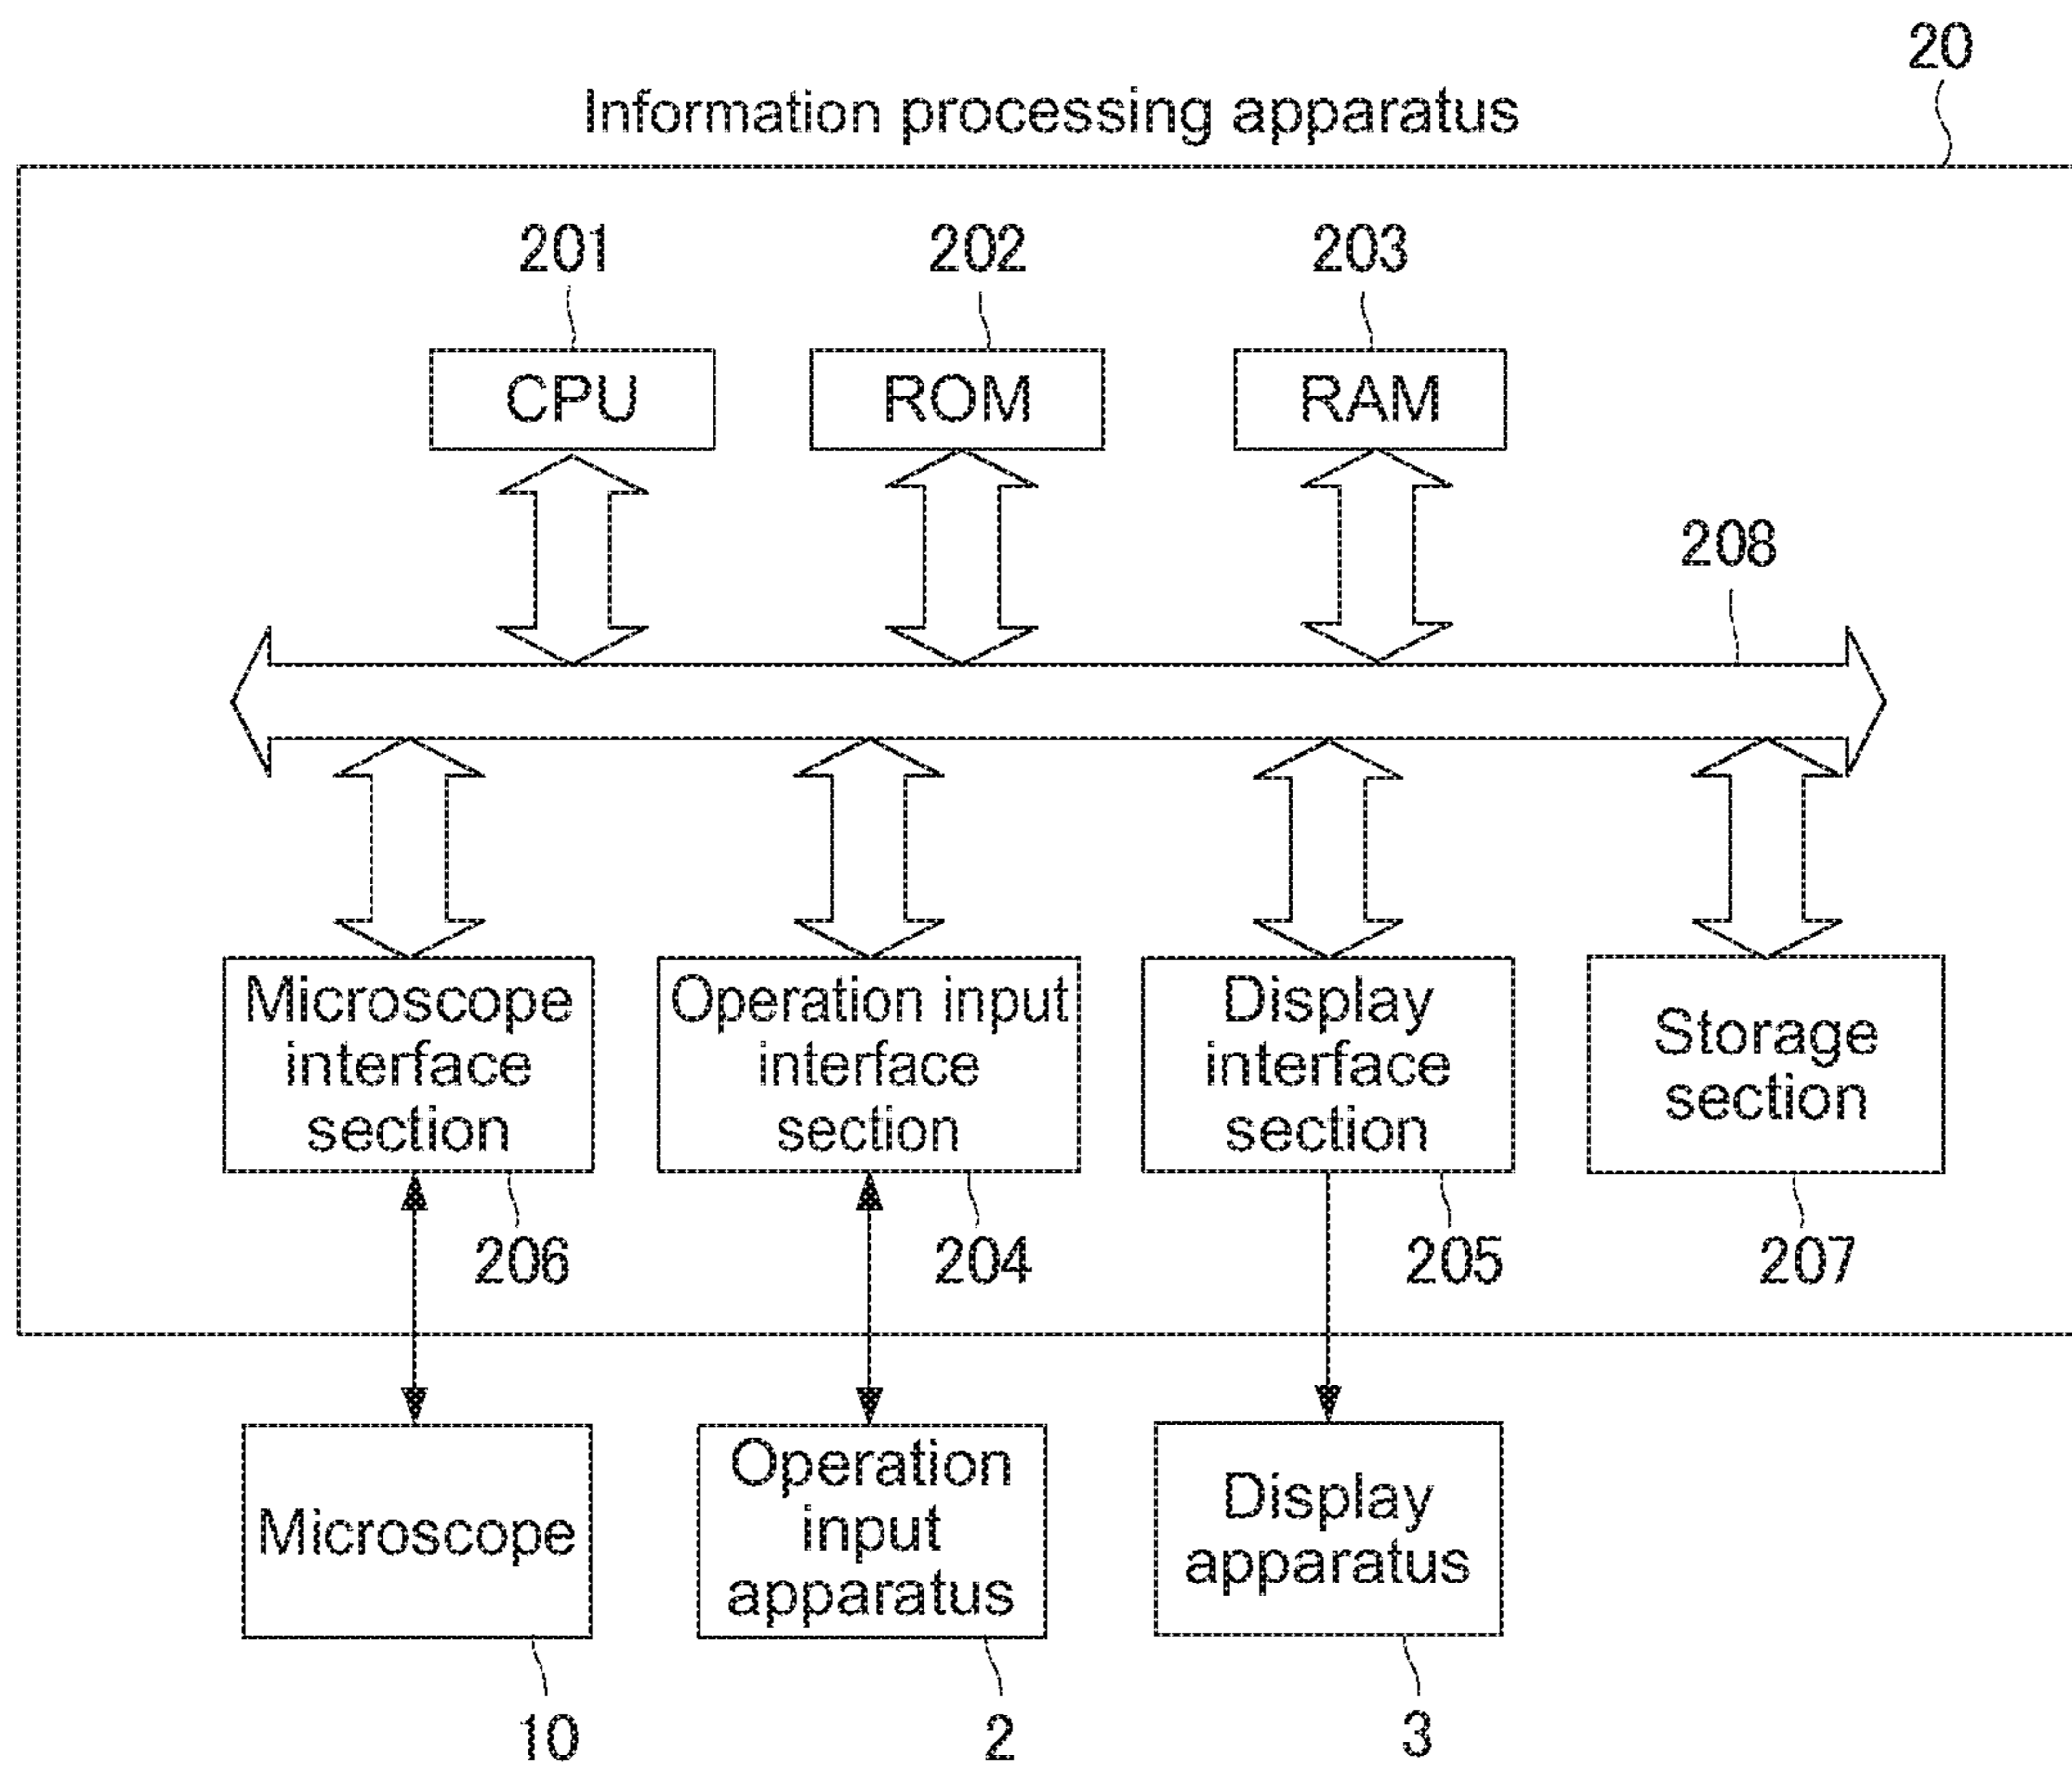 20
Information processing apparatus
201
202
203
CPU
ROM
RAM
208
Microscope
interface
section
Operation input
interface
section
Display
interface
section
Storage
section
206
204
205
207
Microscope
Operation
input
apparatus
Display
apparatus
10
2
3